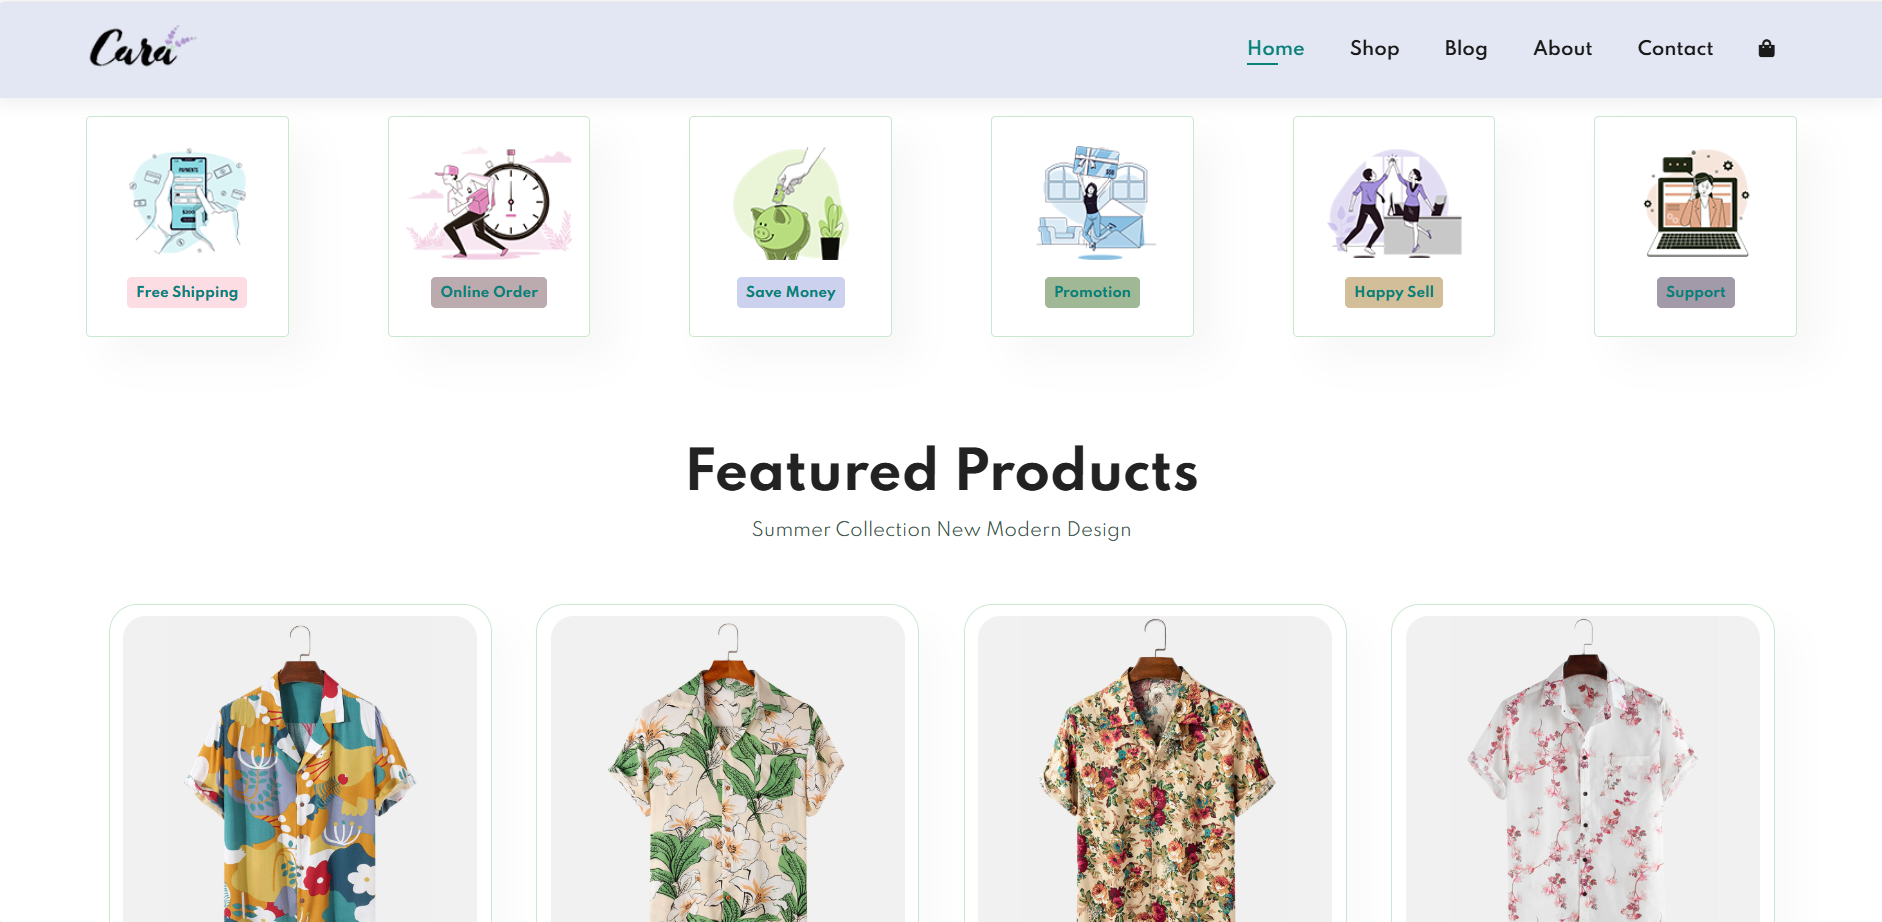 Cara
Home Shop Blog About Contact
PAYMENTS
Free Shipping Online Order Save Money Promotion Happy Sell Support
Featured Products
Summer Collection New Modern Design